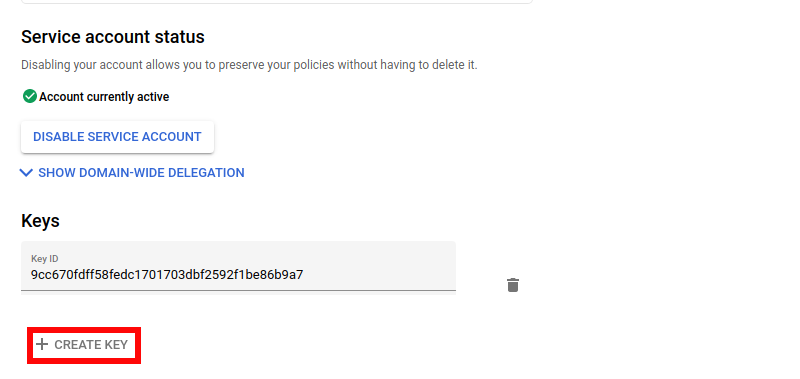 Service account status
Disabling your account allows you to preserve your policies without having to delete it.
Account currently active
DISABLE SERVICE ACCOUNT
SHOW DOMAIN-WIDE DELEGATION
Keys
Key ID
9cc670fdff58fedc1701703dbf2592f1be86b9a7
CREATE KEY